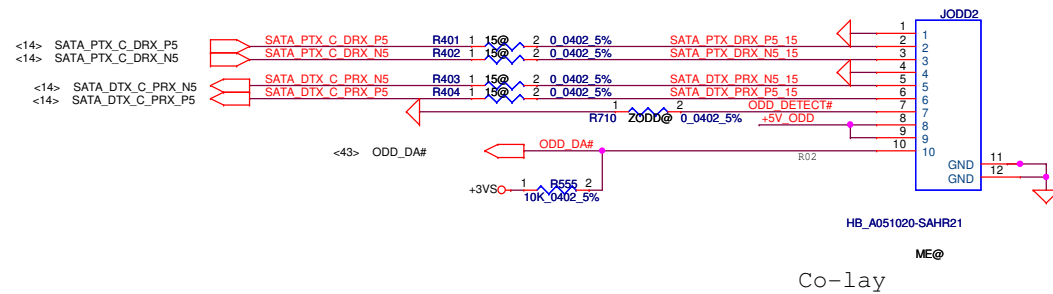 JODD2
<14> SATA_PTX_C_DRX_P5 SATA_PTX_C_DRX_P5 R401 1 15@ 2 0_0402_5% SATA_PTX_DRX_P5_15 2 2
<14> SATA_PTX_C_DRX_N5 SATA_PTX_C_DRX_N5 R402 1 15@ 2 0_0402_5% SATA_PTX_DRX_N5_15 3 3
1 1
4 4
<14> SATA_DTX_C_PRX_N5 SATA_DTX_C_PRX_N5 R403 1 15@ 2 0_0402_5% SATA_DTX_PRX_N5_15 5 5
<14> SATA_DTX_C_PRX_P5 SATA_DTX_C_PRX_P5 R404 1 15@ 2 0_0402_5% SATA_DTX_PRX_P5_15 6 6
1 2 ODD_DETECT# 7 7
R710 ZODD@ 0_0402_5% +5V_ODD 8 8
9 9
<43> ODD_DA# ODD_DA# R02 10 10
GND 11
GND 12
+3VS 1 R555 2
10K_0402_5%
HB_A051020-SAHR21
ME@
Co-lay